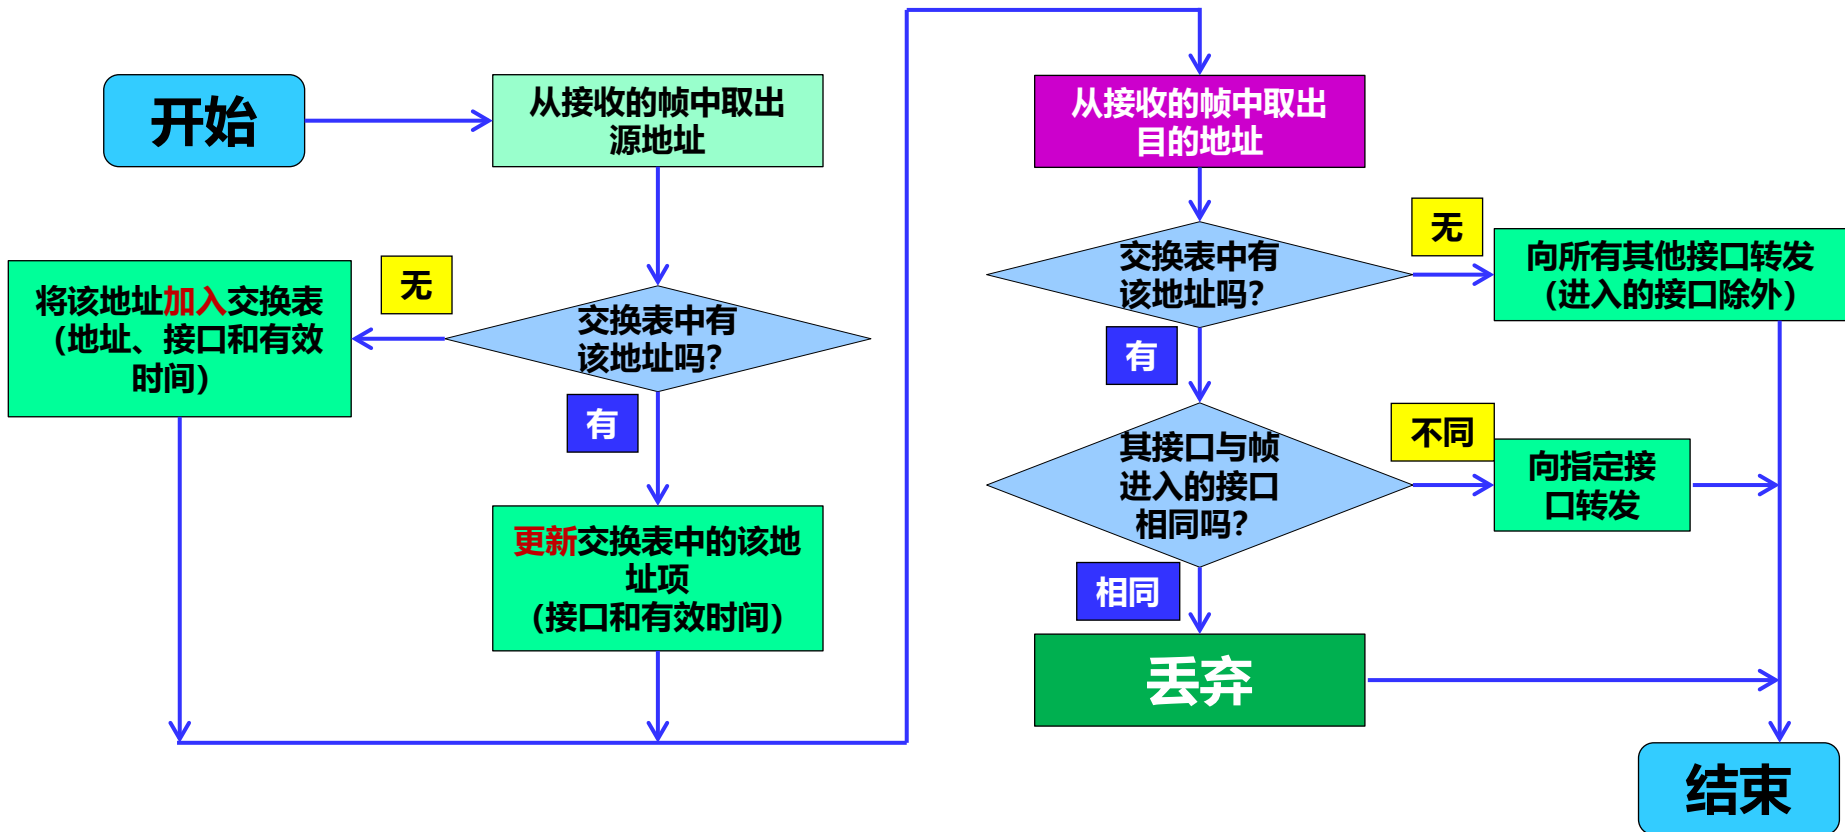 开始
从接收的帧中取出
源地址
无
将该地址加入交换表
（地址、接口和有效
时间）
交换表中有
该地址吗？
有
更新交换表中的该地
址项
（接口和有效时间）
从接收的帧中取出
目的地址
交换表中有
该地址吗？
无
向所有其他接口转发
（进入的接口除外）
有
其接口与帧
进入的接口
相同吗？
不同
向指定接
口转发
相同
丢弃
结束